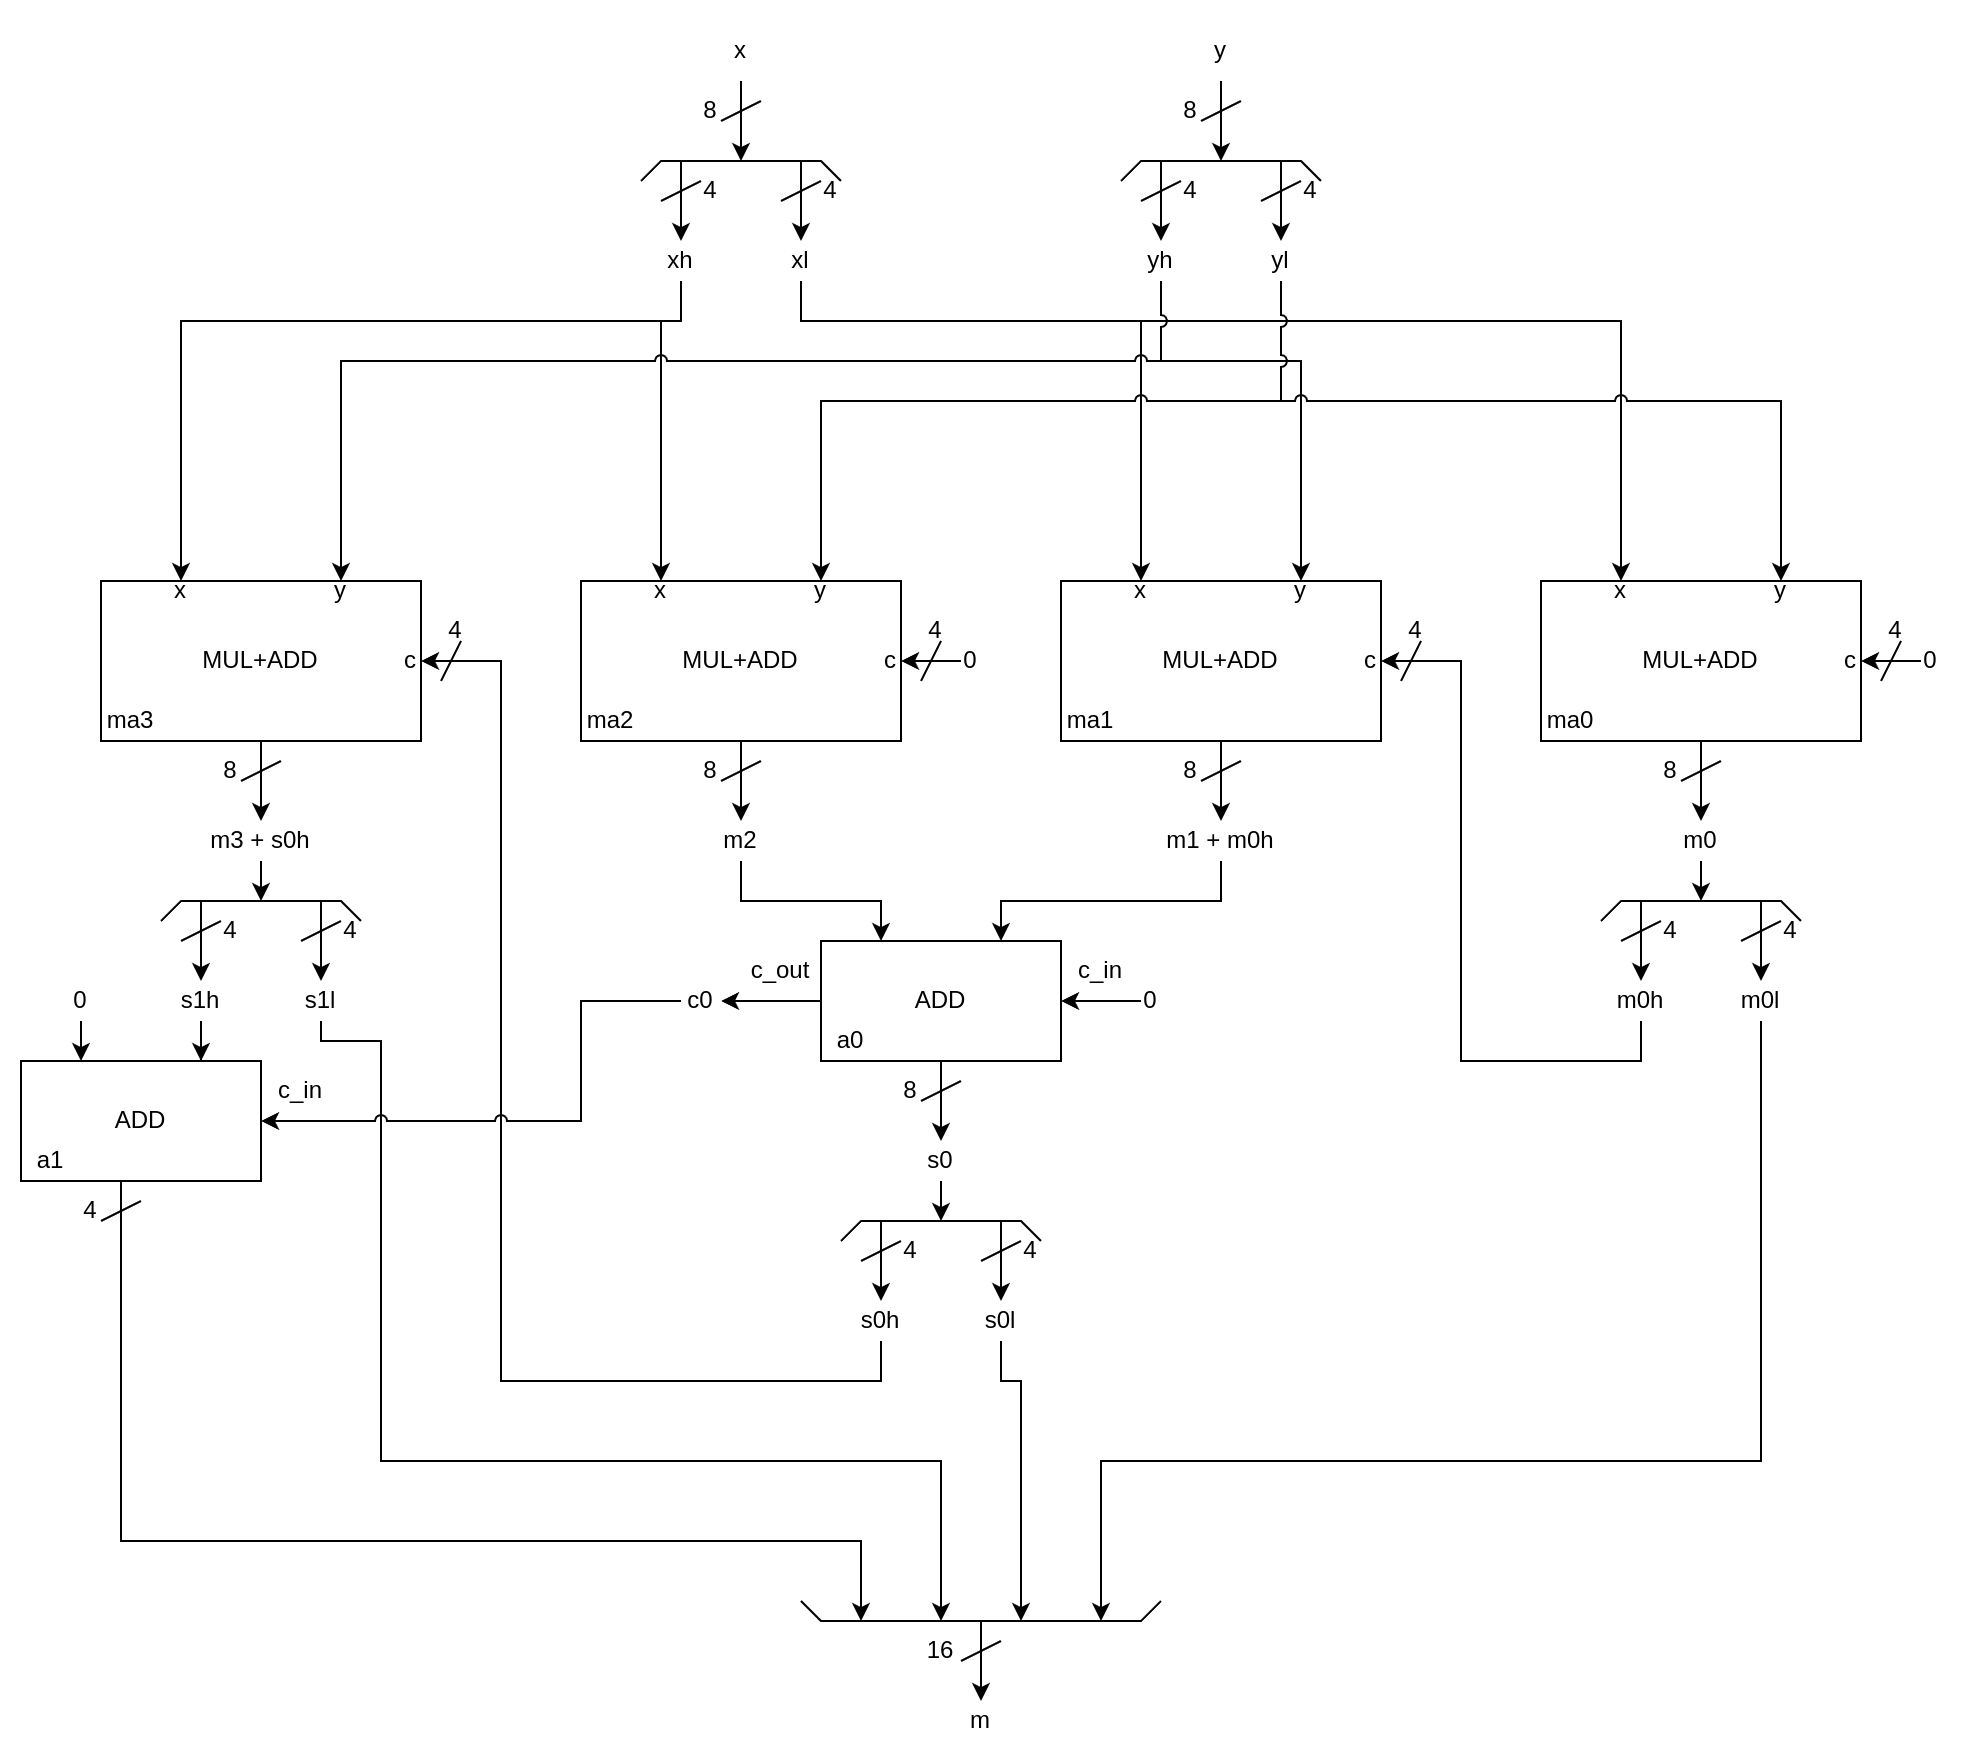 x y
8 8
4 4 4 4
xh xl yh yl
x y x y x y x y
4 4 4 4
MUL+ADD c MUL+ADD c 0 MUL+ADD c MUL+ADD c 0
ma3 ma2 ma1 ma0
8 8 8 8
m3 + s0h m2 m1 + m0h m0
4 4 4 4
c_out c_in
0 s1h s1l c0 ADD 0 m0h m0l
a0
c_in 8
ADD
a1 s0
4
4 4
s0h s0l
16
m